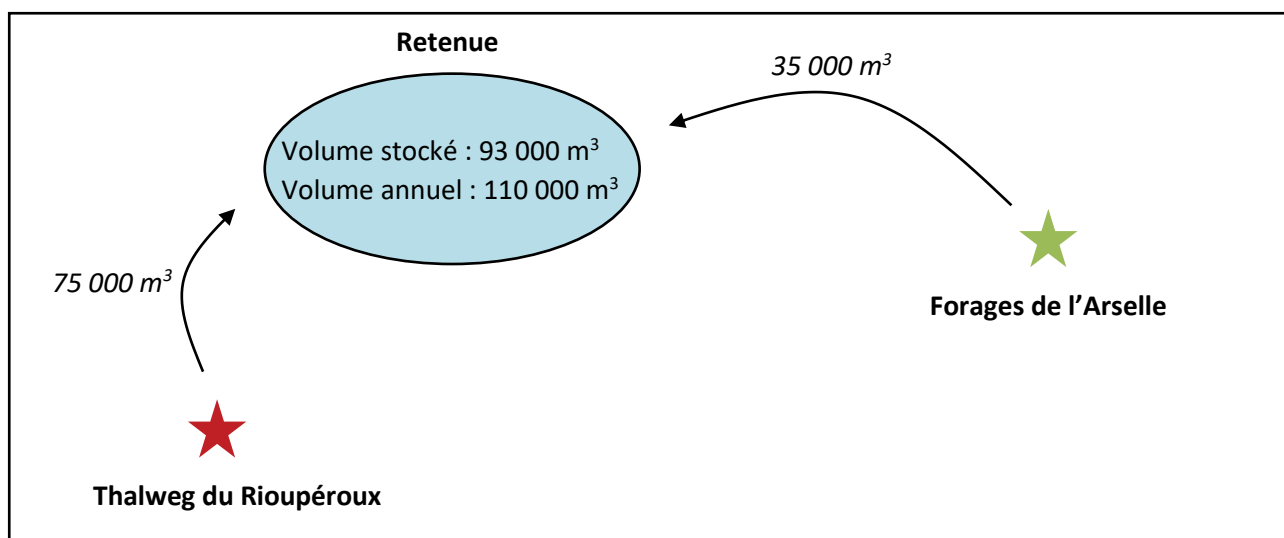 Retenue
35 000 m³
Volume stocké : 93 000 m³
Volume annuel : 110 000 m³
75 000 m³
Forages de l’Arselle
Thalweg du Rioupéroux